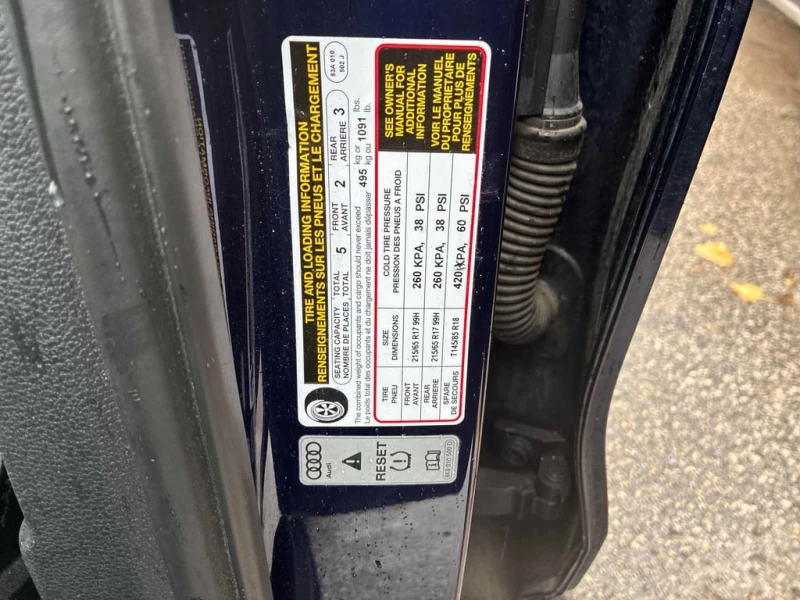 TIRE AND LOADING INFORMATION
RENSEIGNEMENTS SUR LES PNEUS ET LE CHARGEMENT
83A 010
502 J
SEATING CAPACITY TOTAL 5 FRONT 2 REAR 3
NOMBRE DE PLACES TOTAL AVANT ARRIERE
The combined weight of occupants and cargo should never exceed 495 kg or 1091 lbs.
Le poids total des occupants et du chargement ne doit jamais dépasser kg ou lb.
TIRE SIZE COLD TIRE PRESSURE
PNEU DIMENSIONS PRESSION DES PNEUS A FROID
FRONT
AVANT 215/65 R17 99H 260 KPA, 38 PSI
REAR
ARRIERE 215/65 R17 99H 260 KPA, 38 PSI
SPARE
DE SECOURS T145/85 R18 420 KPA, 60 PSI
SEE OWNER'S
MANUAL FOR
ADDITIONAL
INFORMATION
VOIR LE MANUEL
DU PROPRIETAIRE
POUR PLUS DE
RENSEIGNEMENTS
Audi
RESET